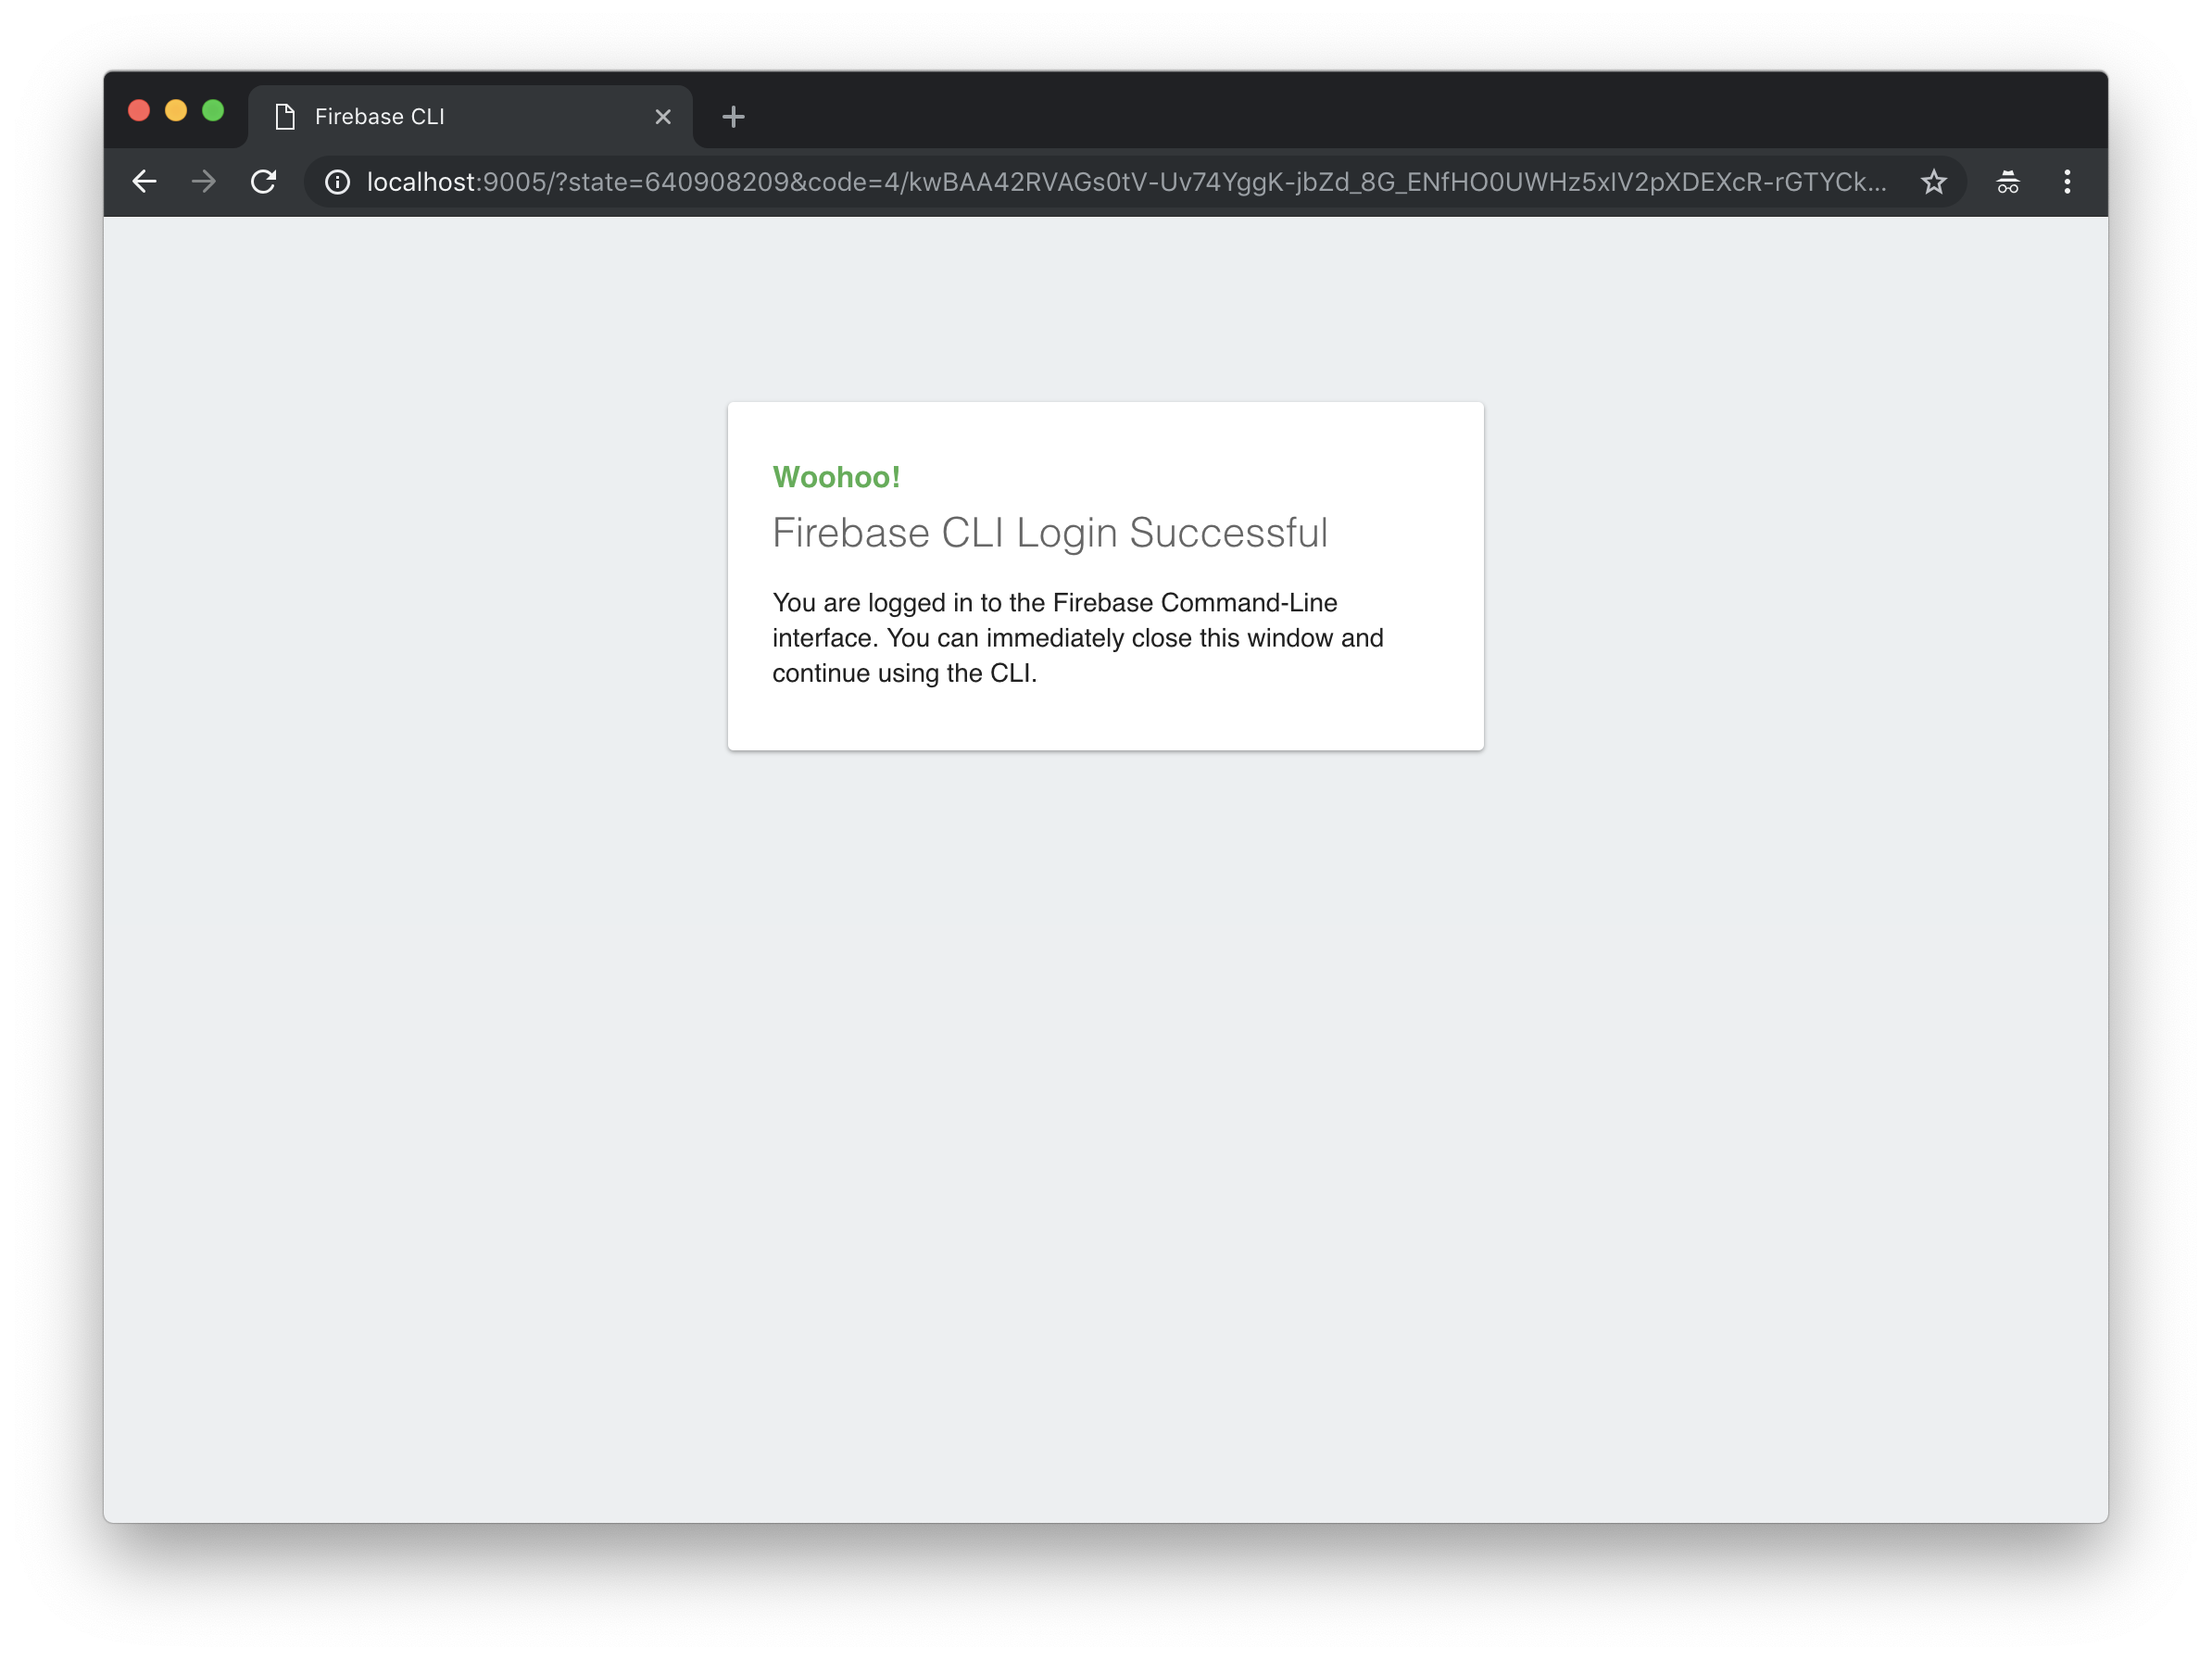 Firebase CLI
localhost:9005/?state=640908209&code=4/kwBAA42RVAGs0tV-Uv74YggK-jbZd_8G_ENfHO0UWHz5xIV2pXDEXcR-rGTYCk...
Woohoo!
Firebase CLI Login Successful
You are logged in to the Firebase Command-Line
interface. You can immediately close this window and
continue using the CLI.